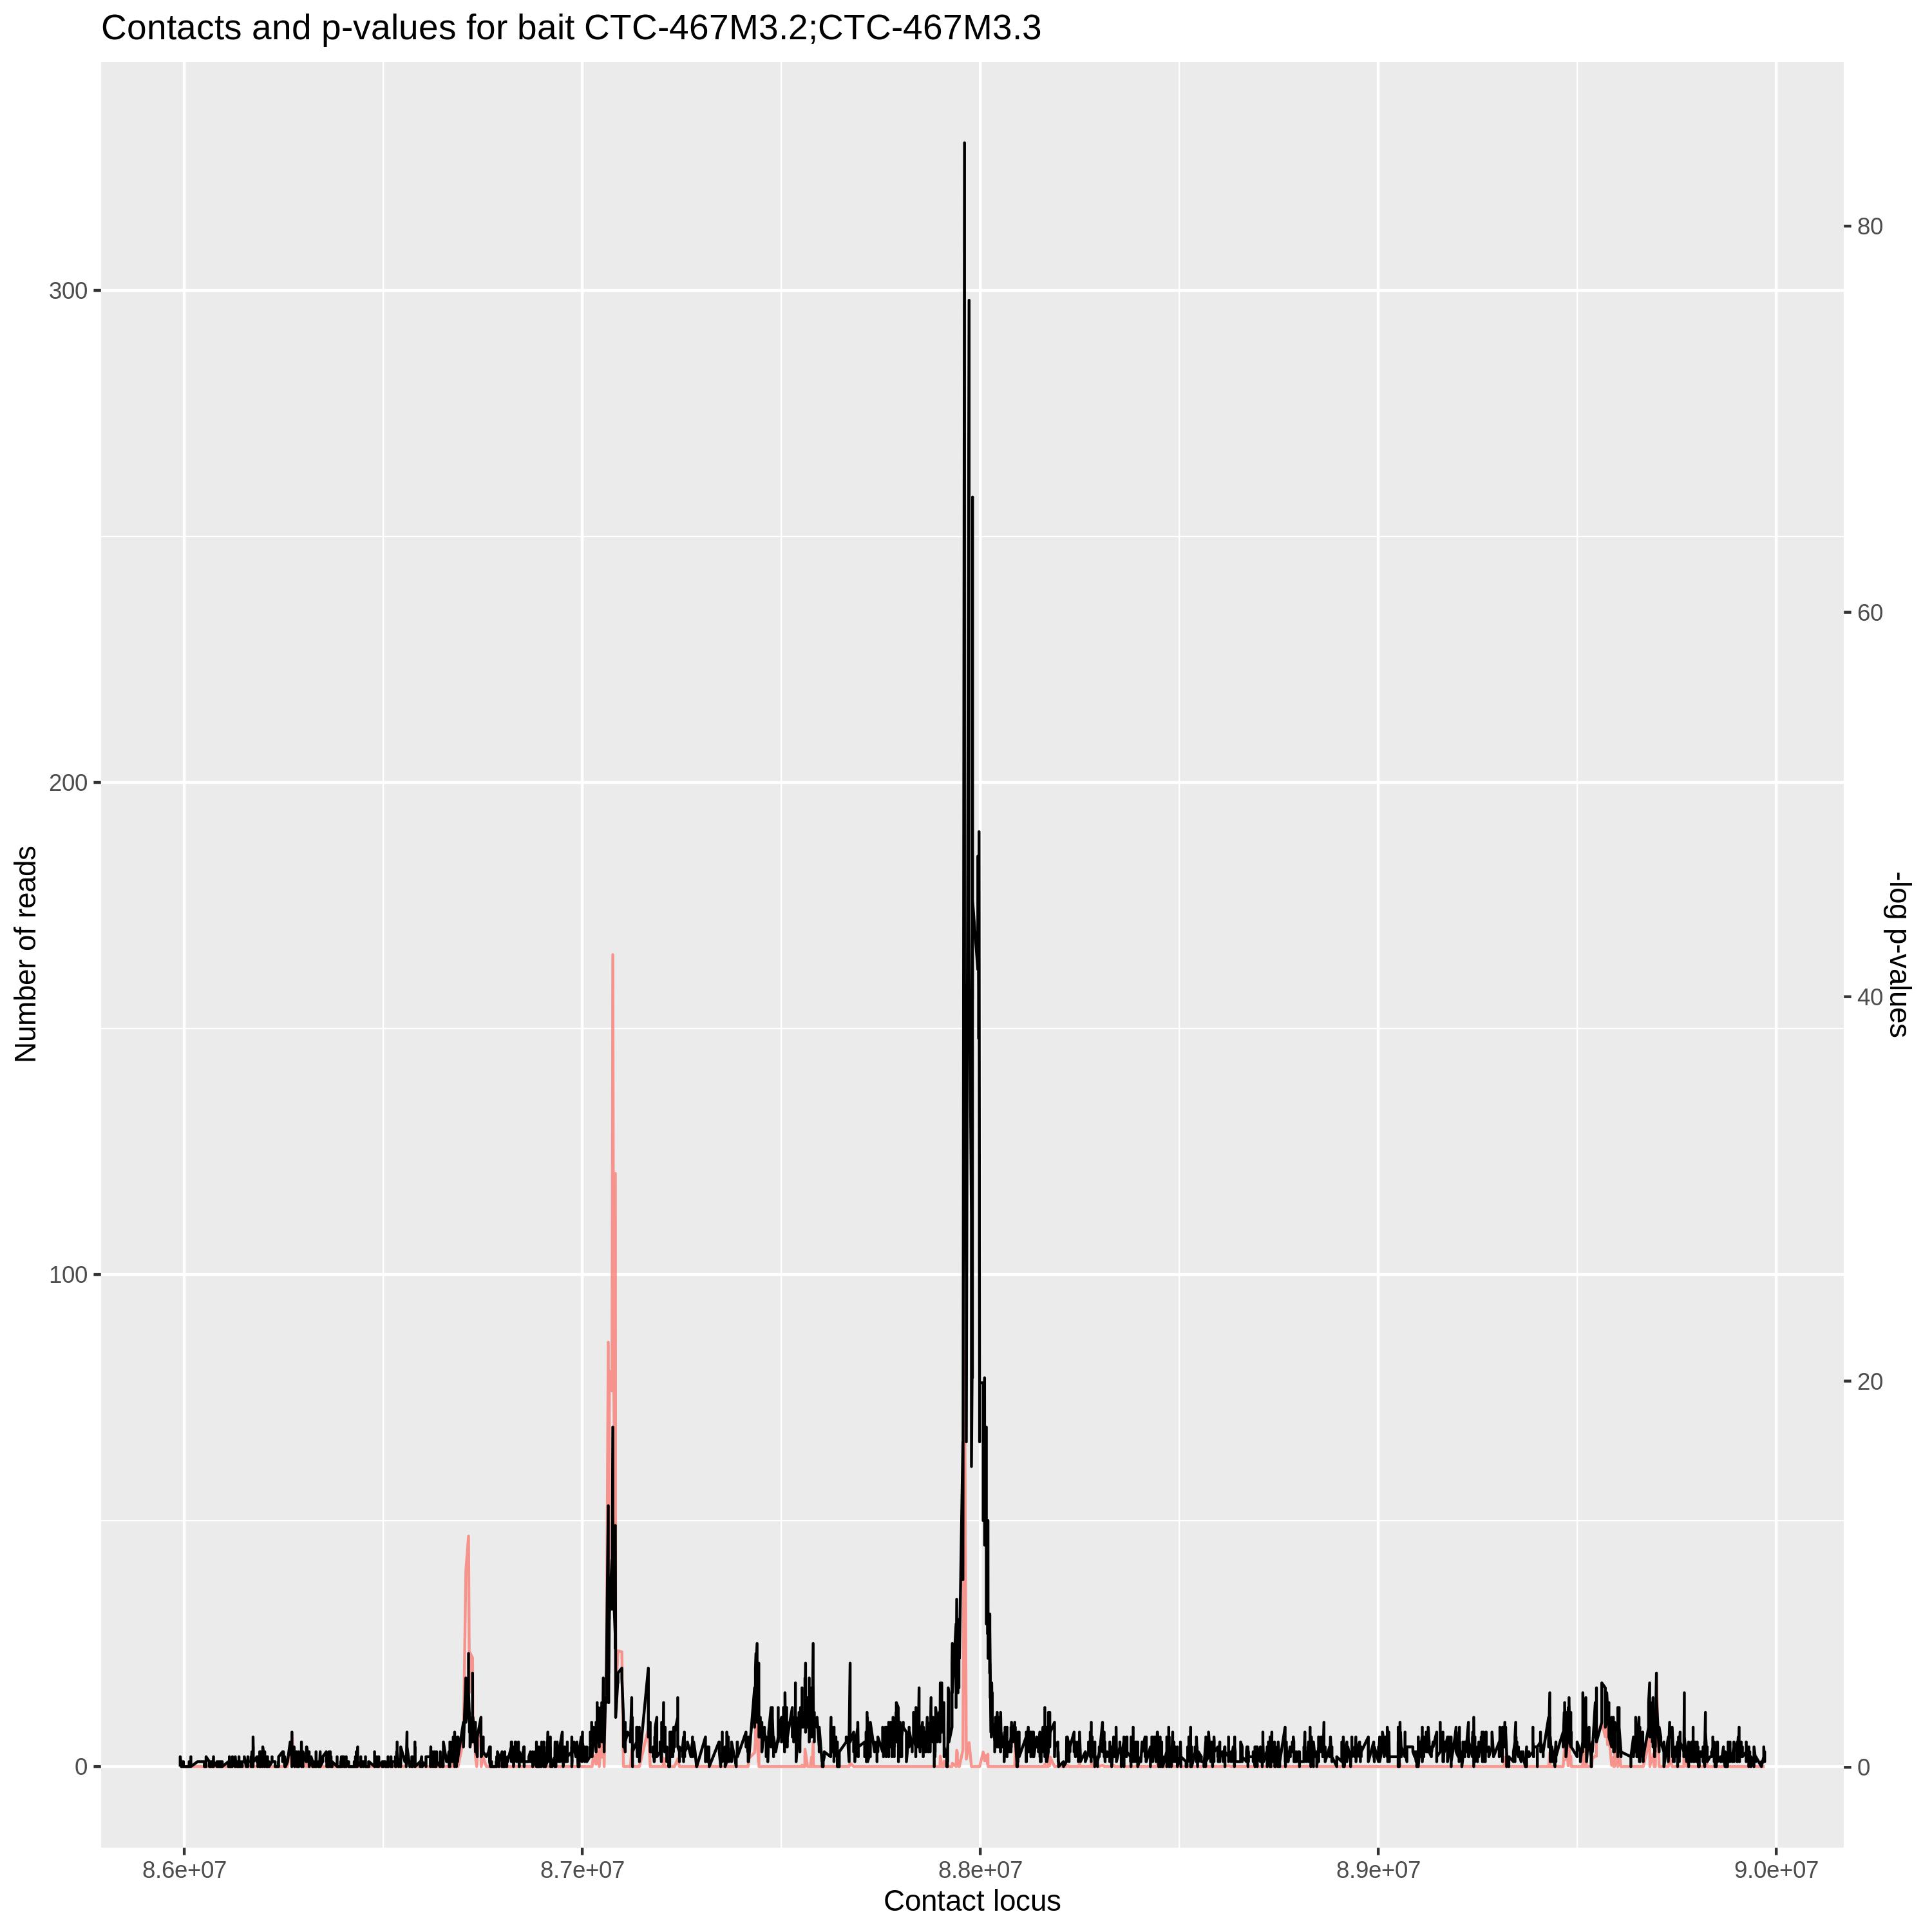 Contacts and p-values for bait CTC-467M3.2;CTC-467M3.3
Number of reads
300
200
100
0
80
60
40
20
0
-log p-values
8.6e+07 8.7e+07 8.8e+07 8.9e+07 9.0e+07
Contact locus